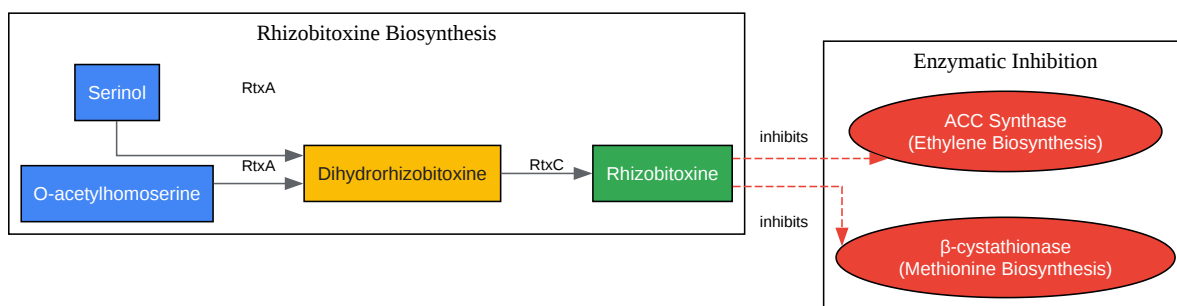 Rhizobitoxine Biosynthesis
Serinol
RtxA
O-acetylhomoserine
RtxA
Dihydrorhizobitoxine
RtxC
Rhizobitoxine
inhibits
inhibits
Enzymatic Inhibition
ACC Synthase
(Ethylene Biosynthesis)
β-cystathionase
(Methionine Biosynthesis)